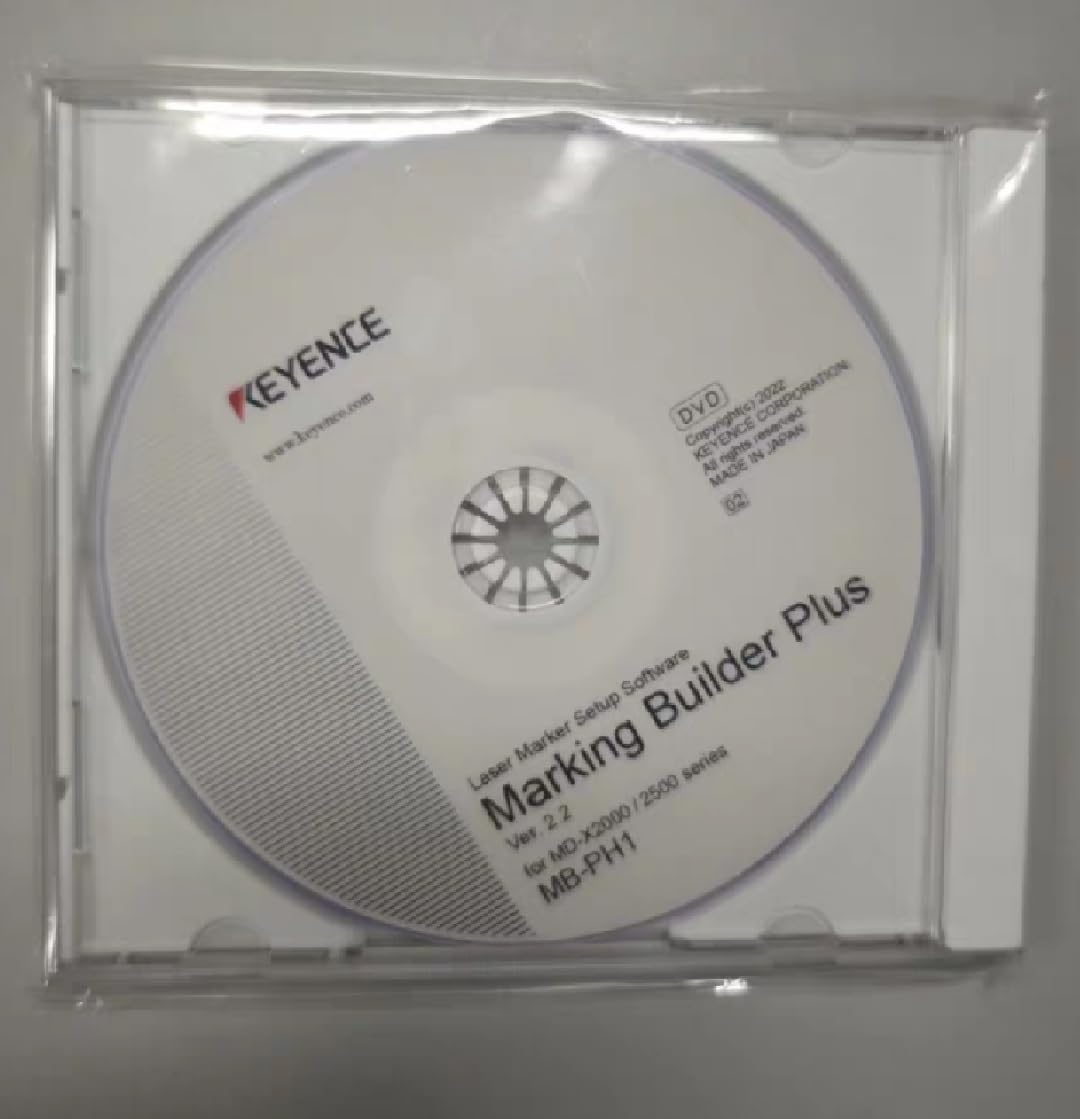 KEYENCE
www.keyence.com
DVD
Copyright(c) 2022
KEYENCE CORPORATION.
All rights reserved.
MADE IN JAPAN
02
Laser Marker Setup Software
Marking Builder Plus
Ver. 2.2
for MD-X2000 / 2500 series
MB-PH1